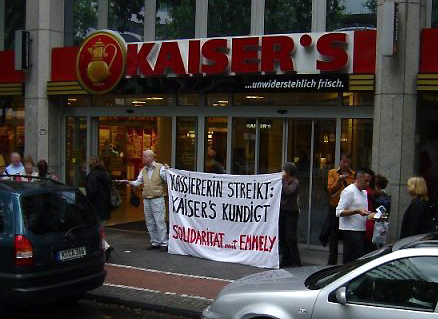 KAISER'S
...unwiderstehlich frisch.
KASSIERERIN STREIKT:
KAISER'S KÜNDIGT
SOLIDARITÄT mit EMMELY